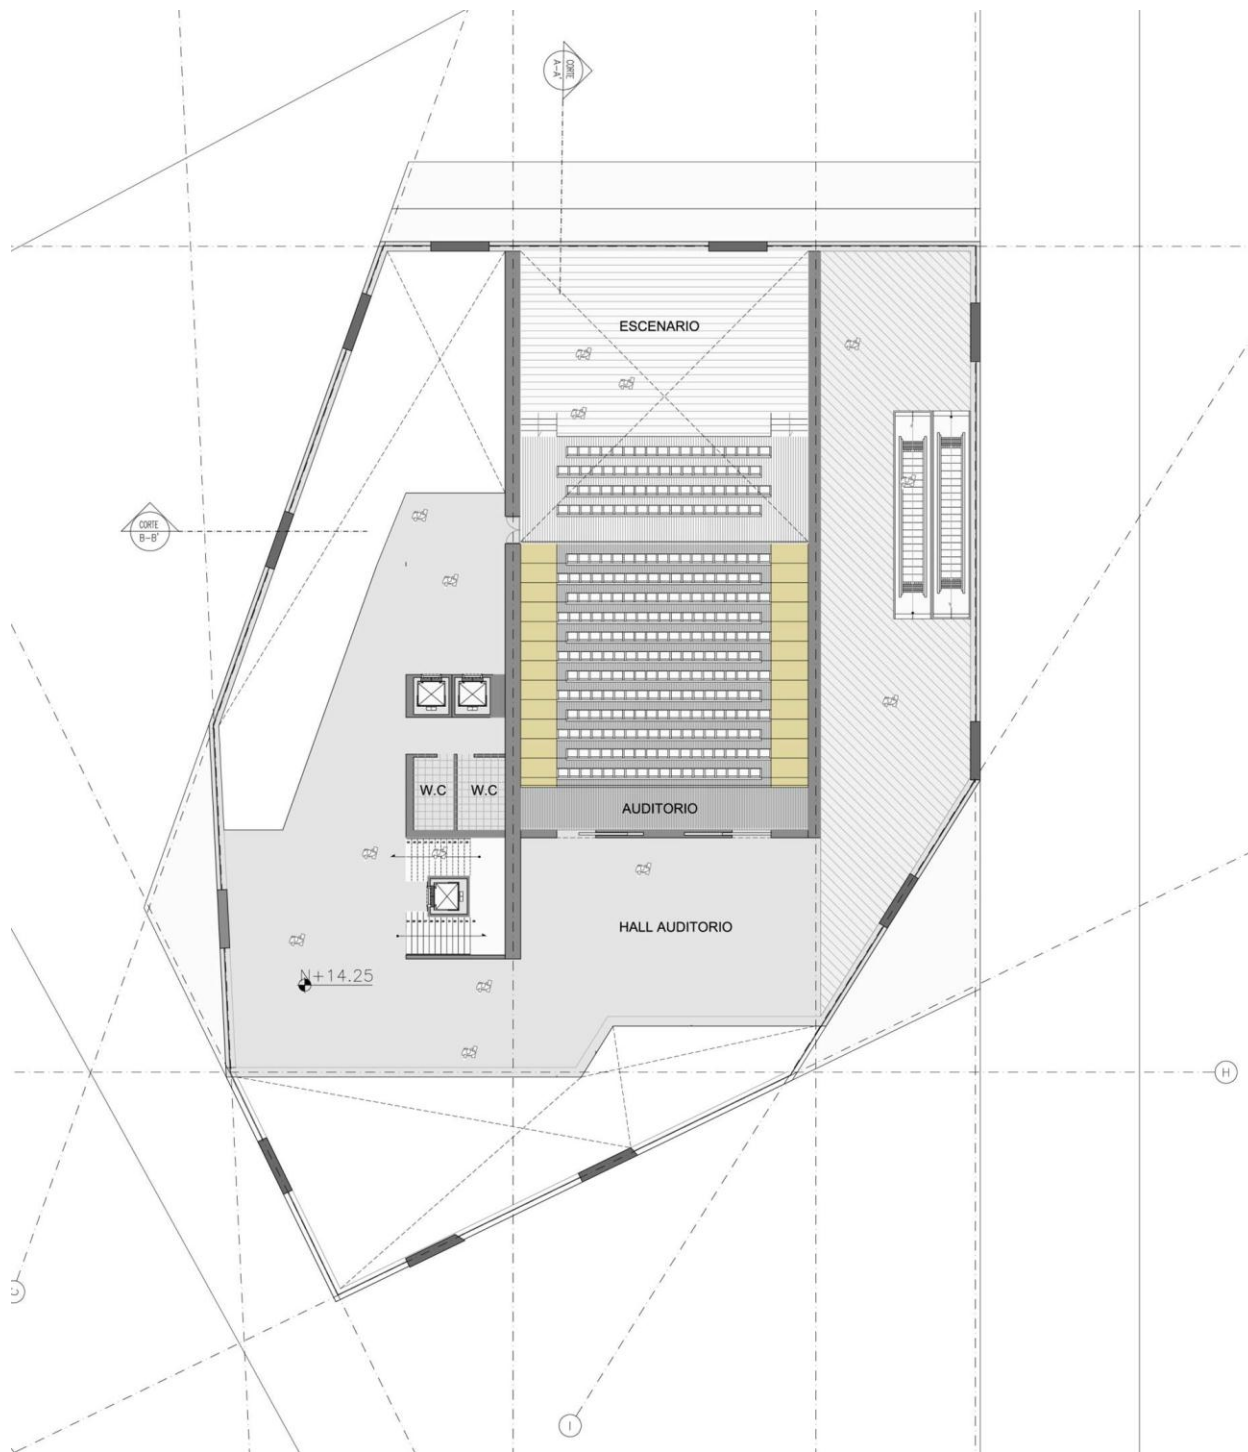 CORTE
A-A'
ESCENARIO
CORTE
B-B'
W.C
W.C
AUDITORIO
HALL AUDITORIO
N+14.25
H
I